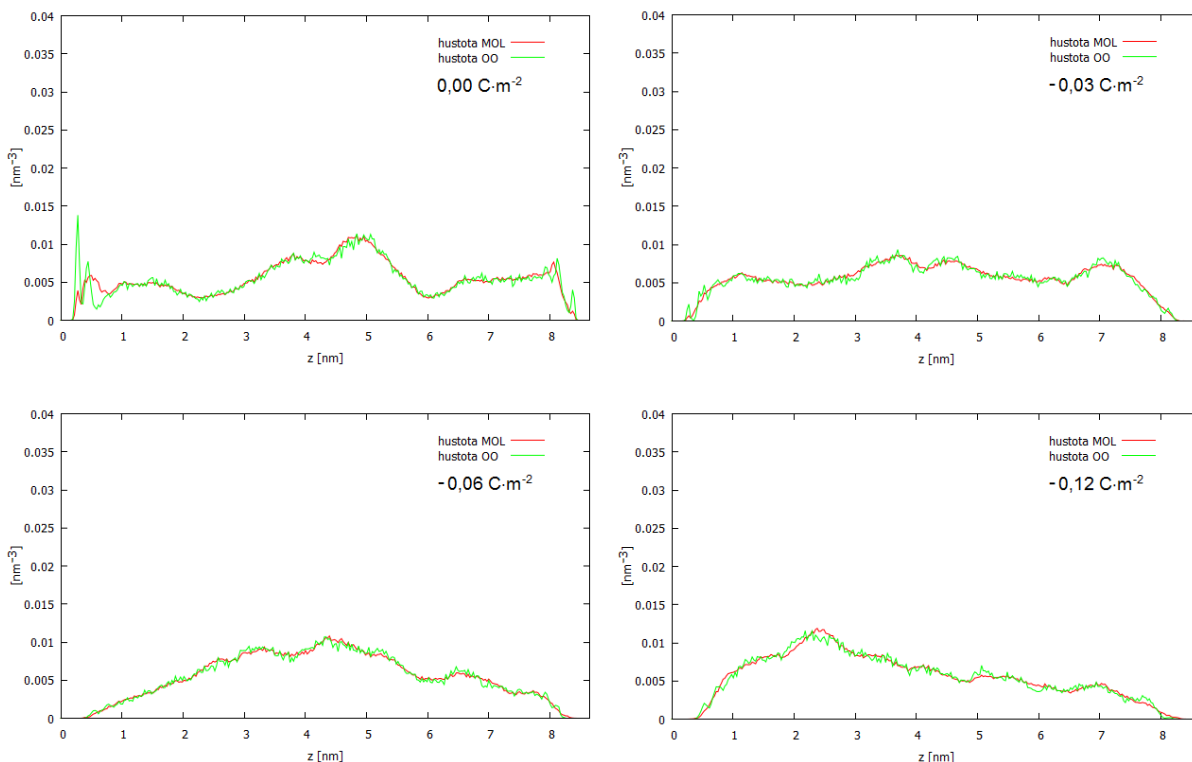 0.04
0.035
0.03
0.025
0.02
0.015
0.01
0.005
0
[nm⁻³]
hustota MOL
hustota OO
0,00 C·m⁻²
0 1 2 3 4 5 6 7 8
z [nm]
0.04
0.035
0.03
0.025
0.02
0.015
0.01
0.005
0
[nm⁻³]
hustota MOL
hustota OO
-0,03 C·m⁻²
0 1 2 3 4 5 6 7 8
z [nm]
0.04
0.035
0.03
0.025
0.02
0.015
0.01
0.005
0
[nm⁻³]
hustota MOL
hustota OO
-0,06 C·m⁻²
0 1 2 3 4 5 6 7 8
z [nm]
0.04
0.035
0.03
0.025
0.02
0.015
0.01
0.005
0
[nm⁻³]
hustota MOL
hustota OO
-0,12 C·m⁻²
0 1 2 3 4 5 6 7 8
z [nm]